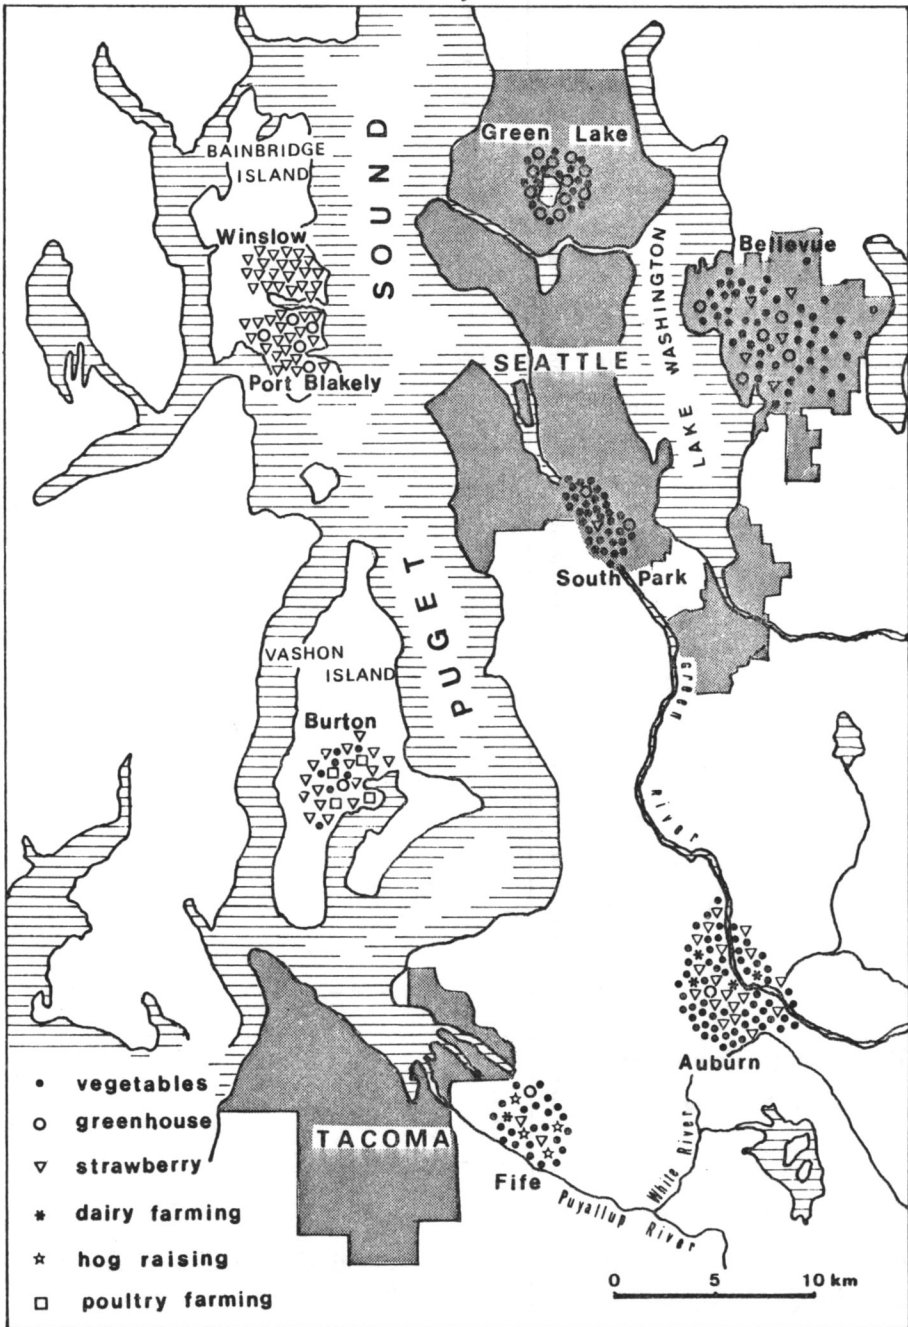 Green Lake
BAINBRIDGE
ISLAND
SOUND
Winslow
Bellevue
LAKE WASHINGTON
SEATTLE
Port Blakely
South Park
PUGET
VASHON
ISLAND
Green
River
Burton
Auburn
TACOMA
Fife
White River
Puyallup River
vegetables
greenhouse
strawberry
dairy farming
hog raising
poultry farming
0 5 10 km